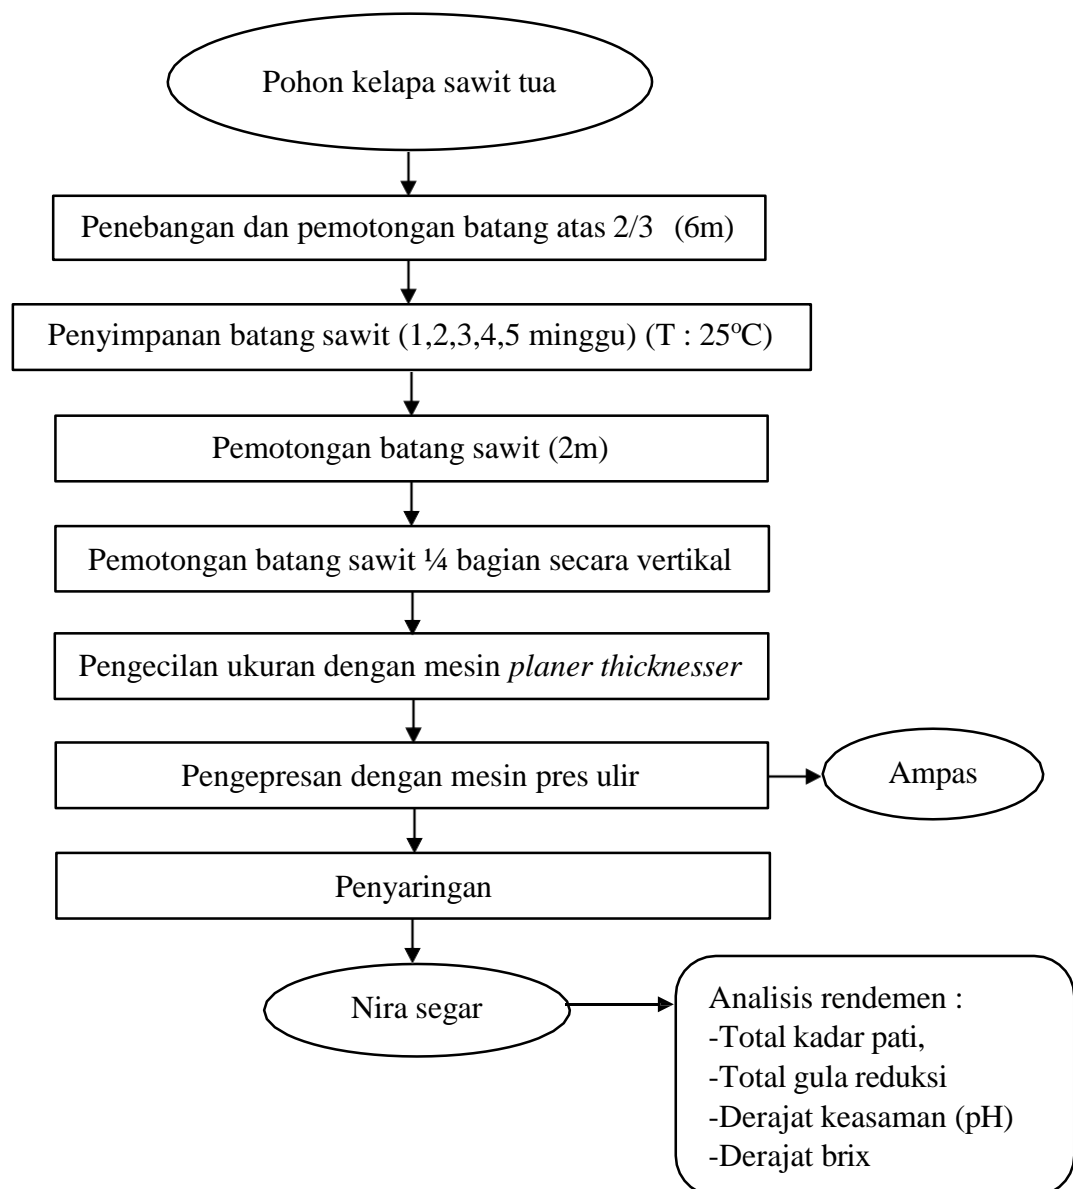 Pohon kelapa sawit tua
Penebangan dan pemotongan batang atas 2/3 (6m)
Penyimpanan batang sawit (1,2,3,4,5 minggu) (T : 25°C)
Pemotongan batang sawit (2m)
Pemotongan batang sawit ¼ bagian secara vertikal
Pengecilan ukuran dengan mesin planer thicknesser
Pengepresan dengan mesin pres ulir
Ampas
Penyaringan
Nira segar
Analisis rendemen :
-Total kadar pati,
-Total gula reduksi
-Derajat keasaman (pH)
-Derajat brix